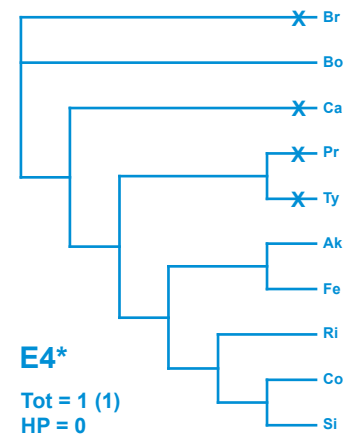 X Br
Bo
X Ca
X Pr
X Ty
Ak
Fe
Ri
Co
Si
E4*
Tot = 1 (1)
HP = 0